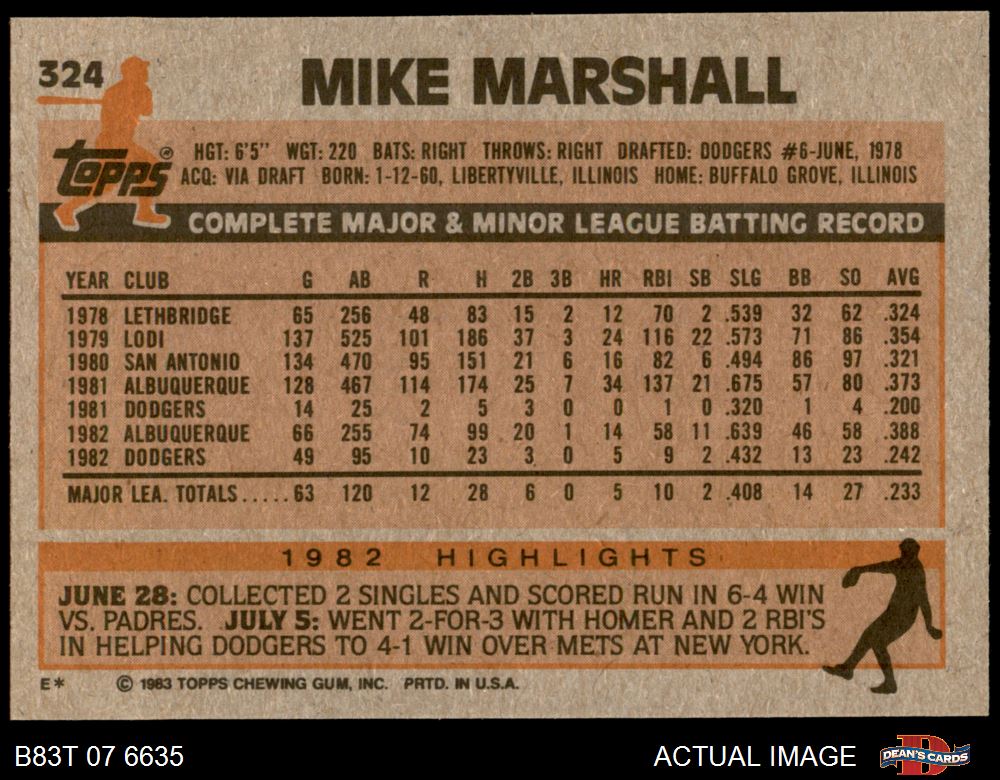 324 MIKE MARSHALL
topps®
HGT: 6'5" WGT: 220 BATS: RIGHT THROWS: RIGHT DRAFTED: DODGERS #6-JUNE, 1978
ACQ: VIA DRAFT BORN: 1-12-60, LIBERTYVILLE, ILLINOIS HOME: BUFFALO GROVE, ILLINOIS
COMPLETE MAJOR & MINOR LEAGUE BATTING RECORD
YEAR CLUB G AB R H 2B 3B HR RBI SB SLG BB SO AVG
1978 LETHBRIDGE 65 256 48 83 15 2 12 70 2 .539 32 62 .324
1979 LODI 137 525 101 186 37 3 24 116 22 .573 71 86 .354
1980 SAN ANTONIO 134 470 95 151 21 6 16 82 6 .494 86 97 .321
1981 ALBUQUERQUE 128 467 114 174 25 7 34 137 21 .675 57 80 .373
1981 DODGERS 14 25 2 5 3 0 0 1 0 .320 1 4 .200
1982 ALBUQUERQUE 66 255 74 99 20 1 14 58 11 .639 46 58 .388
1982 DODGERS 49 95 10 23 3 0 5 9 2 .432 13 23 .242
MAJOR LEA. TOTALS.....63 120 12 28 6 0 5 10 2 .408 14 27 .233
1982 HIGHLIGHTS
JUNE 28: COLLECTED 2 SINGLES AND SCORED RUN IN 6-4 WIN
VS. PADRES. JULY 5: WENT 2-FOR-3 WITH HOMER AND 2 RBI'S
IN HELPING DODGERS TO 4-1 WIN OVER METS AT NEW YORK.
E* © 1983 TOPPS CHEWING GUM, INC. PRTD. IN U.S.A.
B83T 07 6635 ACTUAL IMAGE DEAN'S CARDS